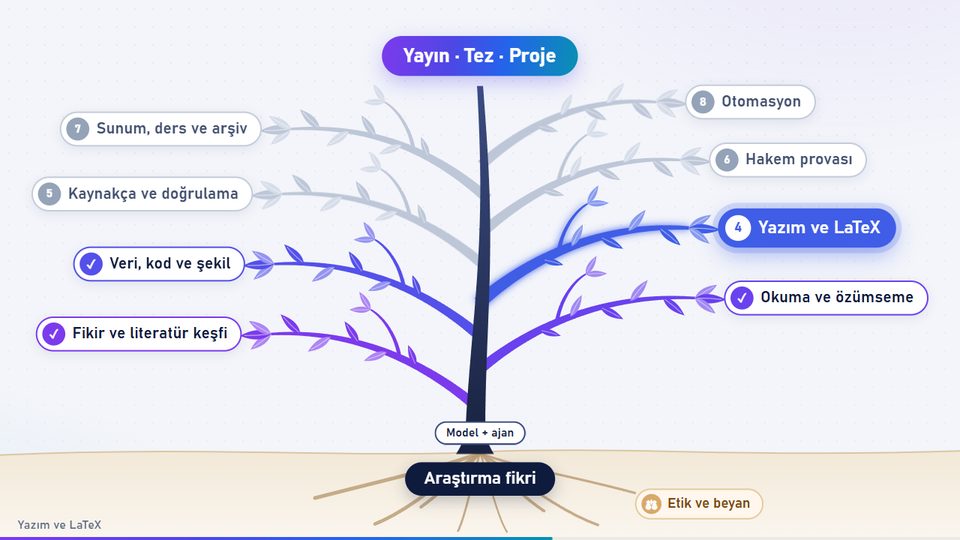 Yayın · Tez · Proje
8 Otomasyon
7 Sunum, ders ve arşiv
6 Hakem provası
5 Kaynakça ve doğrulama
4 Yazım ve LaTeX
✓ Veri, kod ve şekil
✓ Okuma ve özümseme
✓ Fikir ve literatür keşfi
Model + ajan
Araştırma fikri
Etik ve beyan
Yazım ve LaTeX